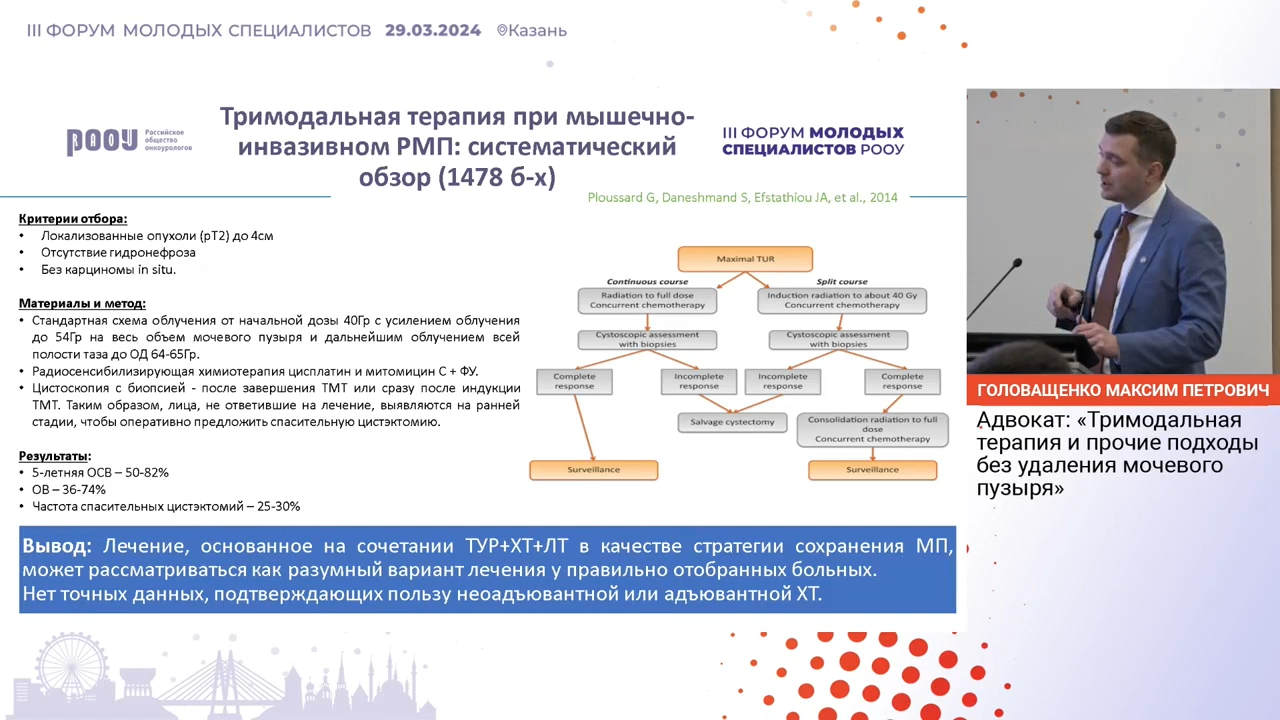 III ФОРУМ МОЛОДЫХ СПЕЦИАЛИСТОВ 29.03.2024 Казань
РООУ
Российское
общество
онкоурологов
Тримодальная терапия при мышечно-
инвазивном РМП: систематический
обзор (1478 б-х)
III ФОРУМ МОЛОДЫХ
СПЕЦИАЛИСТОВ РООУ
Ploussard G, Daneshmand S, Efstathiou JA, et al., 2014
Критерии отбора:
• Локализованные опухоли (pT2) до 4см
• Отсутствие гидронефроза
• Без карциномы in situ.
Материалы и метод:
• Стандартная схема облучения от начальной дозы 40Гр с усилением облучения
до 54Гр на весь объем мочевого пузыря и дальнейшим облучением всей
полости таза до ОД 64-65Гр.
• Радиосенсибилизирующая химиотерапия цисплатин и митомицин С + ФУ.
• Цистоскопия с биопсией - после завершения ТМТ или сразу после индукции
ТМТ. Таким образом, лица, не ответившие на лечение, выявляются на ранней
стадии, чтобы оперативно предложить спасительную цистэктомию.
Результаты:
• 5-летняя ОСВ – 50-82%
• ОВ – 36-74%
• Частота спасительных цистэктомий – 25-30%
Maximal TUR
Continuous course
Split course
Radiation to full dose
Concurrent chemotherapy
Induction radiation to about 40 Gy
Concurrent chemotherapy
Cystoscopic assessment
with biopsies
Cystoscopic assessment
with biopsies
Complete
response
Incomplete
response
Incomplete
response
Complete
response
Salvage cystectomy
Consolidation radiation to full
dose
Concurrent chemotherapy
Surveillance
Surveillance
Вывод: Лечение, основанное на сочетании ТУР+ХТ+ЛТ в качестве стратегии сохранения МП,
может рассматриваться как разумный вариант лечения у правильно отобранных больных.
Нет точных данных, подтверждающих пользу неоадъювантной или адъювантной ХТ.
ГОЛОВАЩЕНКО МАКСИМ ПЕТРОВИЧ
Адвокат: «Тримодальная
терапия и прочие подходы
без удаления мочевого
пузыря»